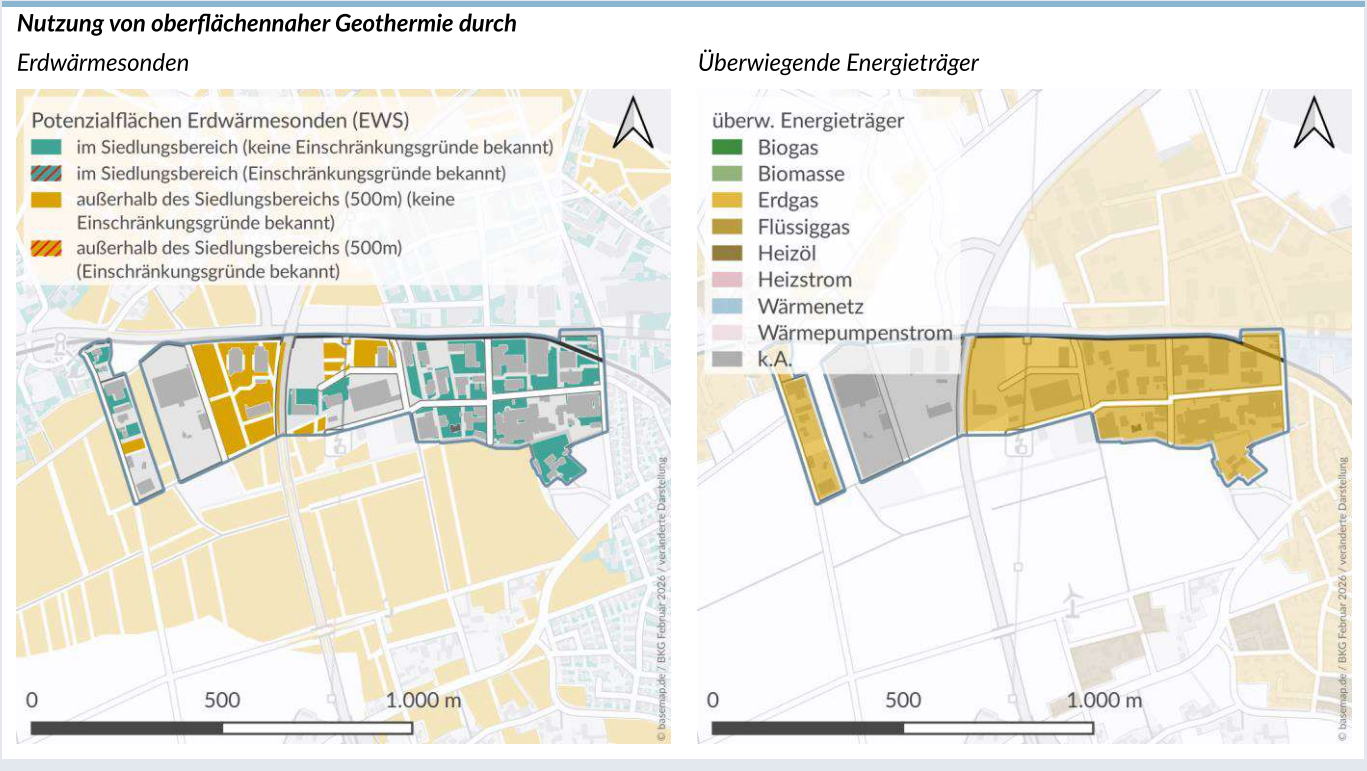 Nutzung von oberflächennaher Geothermie durch
Erdwärmesonden
Potenzialflächen Erdwärmesonden (EWS)
im Siedlungsbereich (keine Einschränkungsgründe bekannt)
im Siedlungsbereich (Einschränkungsgründe bekannt)
außerhalb des Siedlungsbereichs (500m) (keine
Einschränkungsgründe bekannt)
außerhalb des Siedlungsbereichs (500m)
(Einschränkungsgründe bekannt)
0 500 1.000 m
© basemap.de / BKG Februar 2026 / veränderte Darstellung
Überwiegende Energieträger
überw. Energieträger
Biogas
Biomasse
Erdgas
Flüssiggas
Heizöl
Heizstrom
Wärmenetz
Wärmepumpenstrom
k.A.
0 500 1.000 m
© basemap.de / BKG Februar 2026 / veränderte Darstellung